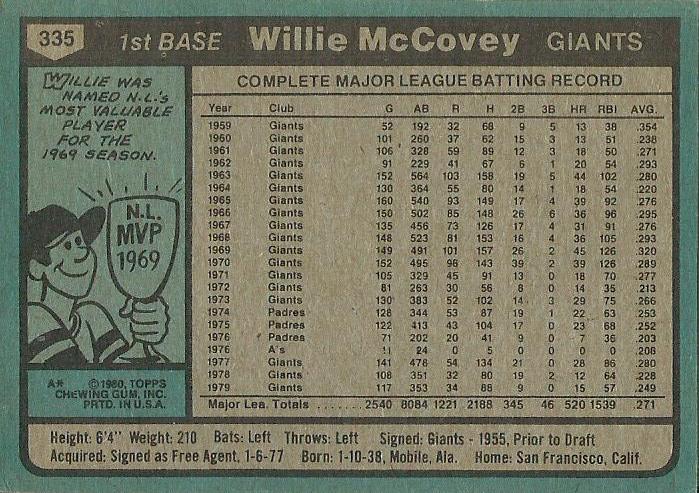 335 1st BASE Willie McCovey GIANTS
WILLIE WAS
NAMED N.L.'s
MOST VALUABLE
PLAYER
FOR THE
1969 SEASON.
N.L.
MVP
1969
A* © 1980, TOPPS
CHEWING GUM, INC.
PRTD. IN U.S.A.
COMPLETE MAJOR LEAGUE BATTING RECORD
Year Club G AB R H 2B 3B HR RBI AVG.
1959 Giants 52 192 32 68 9 5 13 38 .354
1960 Giants 101 260 37 62 15 3 13 51 .238
1961 Giants 106 328 59 89 12 3 18 50 .271
1962 Giants 91 229 41 67 6 1 20 54 .293
1963 Giants 152 564 103 158 19 5 44 102 .280
1964 Giants 130 364 55 80 14 1 18 54 .220
1965 Giants 160 540 93 149 17 4 39 92 .276
1966 Giants 150 502 85 148 26 6 36 96 .295
1967 Giants 135 456 73 126 17 4 31 91 .276
1968 Giants 148 523 81 153 16 4 36 105 .293
1969 Giants 149 491 101 157 26 2 45 126 .320
1970 Giants 152 495 98 143 39 2 39 126 .289
1971 Giants 105 329 45 91 13 0 18 70 .277
1972 Giants 81 263 30 56 8 0 14 35 .213
1973 Giants 130 383 52 102 14 3 29 75 .266
1974 Padres 128 344 53 87 19 1 22 63 .253
1975 Padres 122 413 43 104 17 0 23 68 .252
1976 Padres 71 202 20 41 9 0 7 36 .203
1976 A's 11 24 0 5 0 0 0 0 .208
1977 Giants 141 478 54 134 21 0 28 86 .280
1978 Giants 108 351 32 80 19 2 12 64 .228
1979 Giants 117 353 34 88 9 0 15 57 .249
Major Lea. Totals ....... 2540 8084 1221 2188 345 46 520 1539 .271
Height: 6'4" Weight: 210 Bats: Left Throws: Left Signed: Giants - 1955, Prior to Draft
Acquired: Signed as Free Agent, 1-6-77 Born: 1-10-38, Mobile, Ala. Home: San Francisco, Calif.